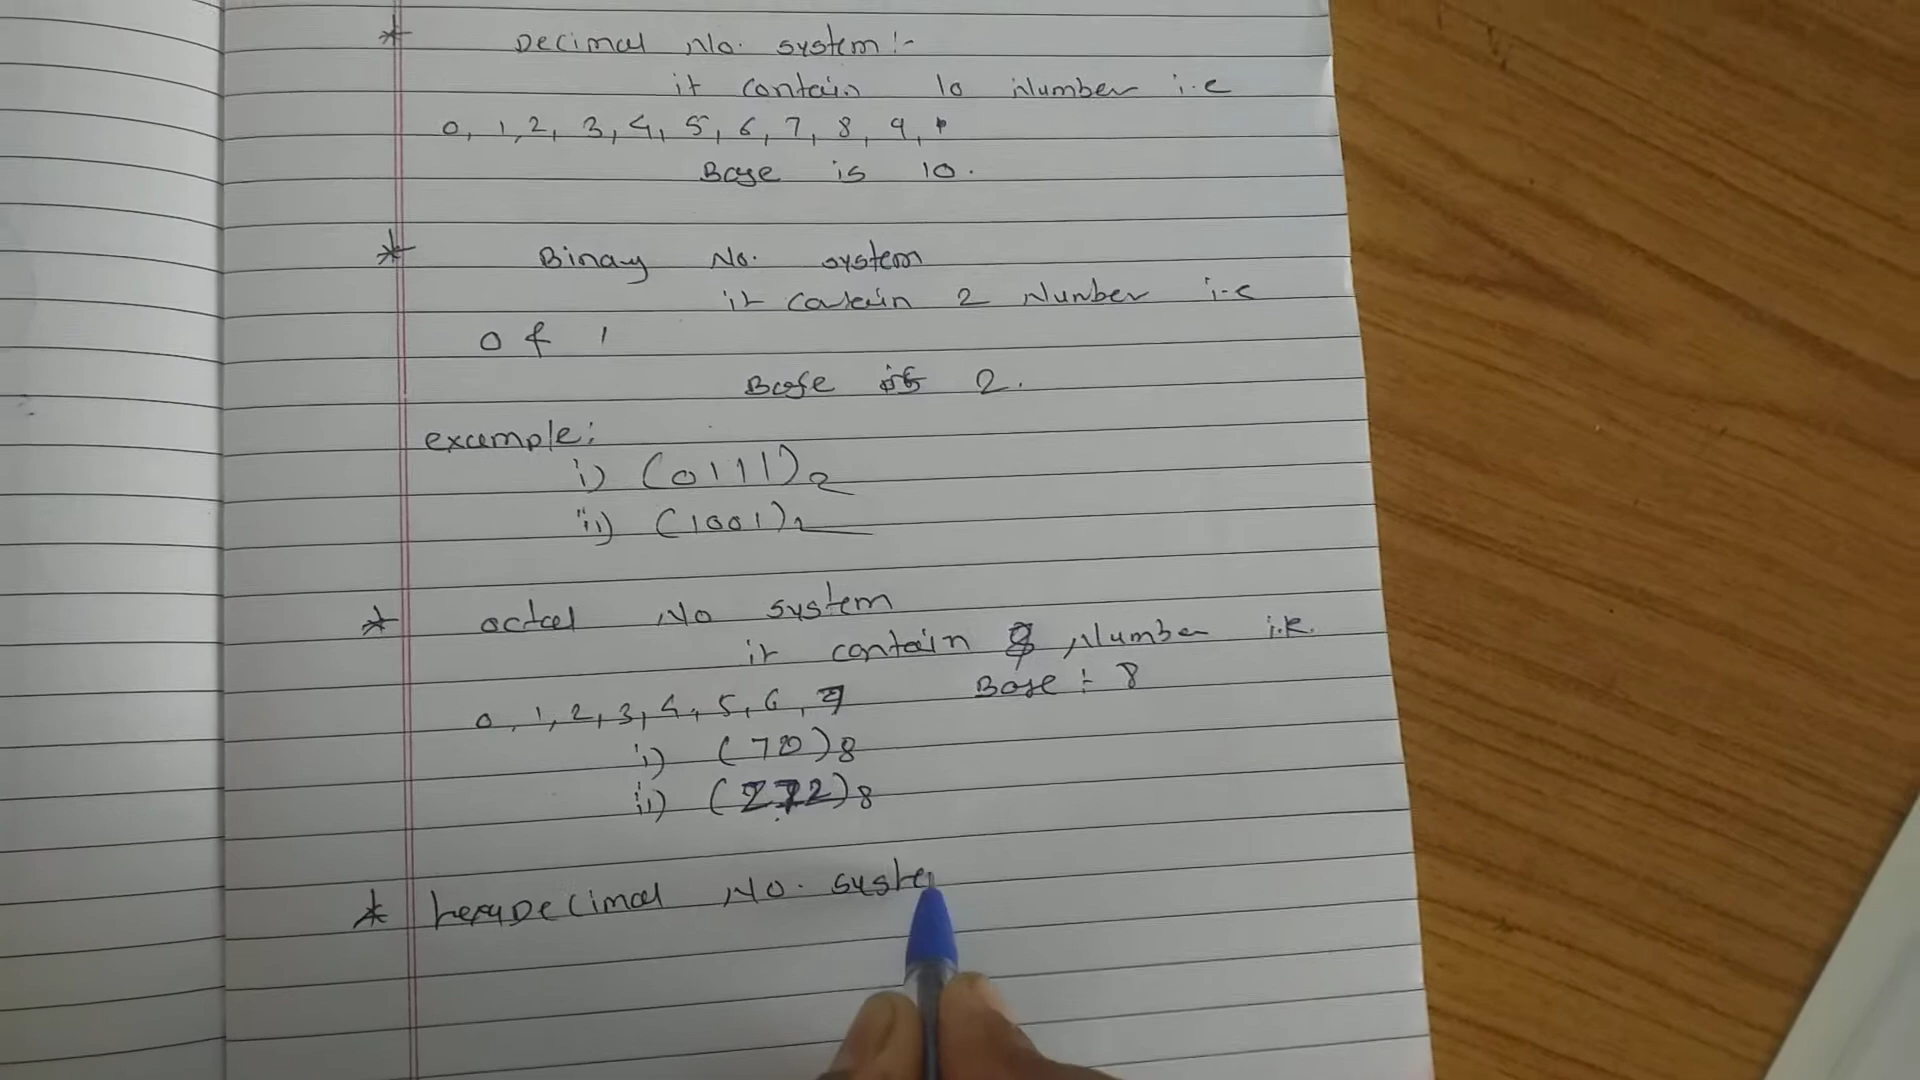 * Decimal No. system :-
it contain 10 Number i.e
0, 1, 2, 3, 4, 5, 6, 7, 8, 9,
Base is 10.
* Binary No. system
it contain 2 Number i.e
0 & 1
Base is 2.
example:
i) (0111)2
ii) (1001)2
* octal No system
it contain 8 Number i.e.
0, 1, 2, 3, 4, 5, 6, 7 Base :- 8
i) (70)8
ii) (272)8
* hexaDecimal No. syste